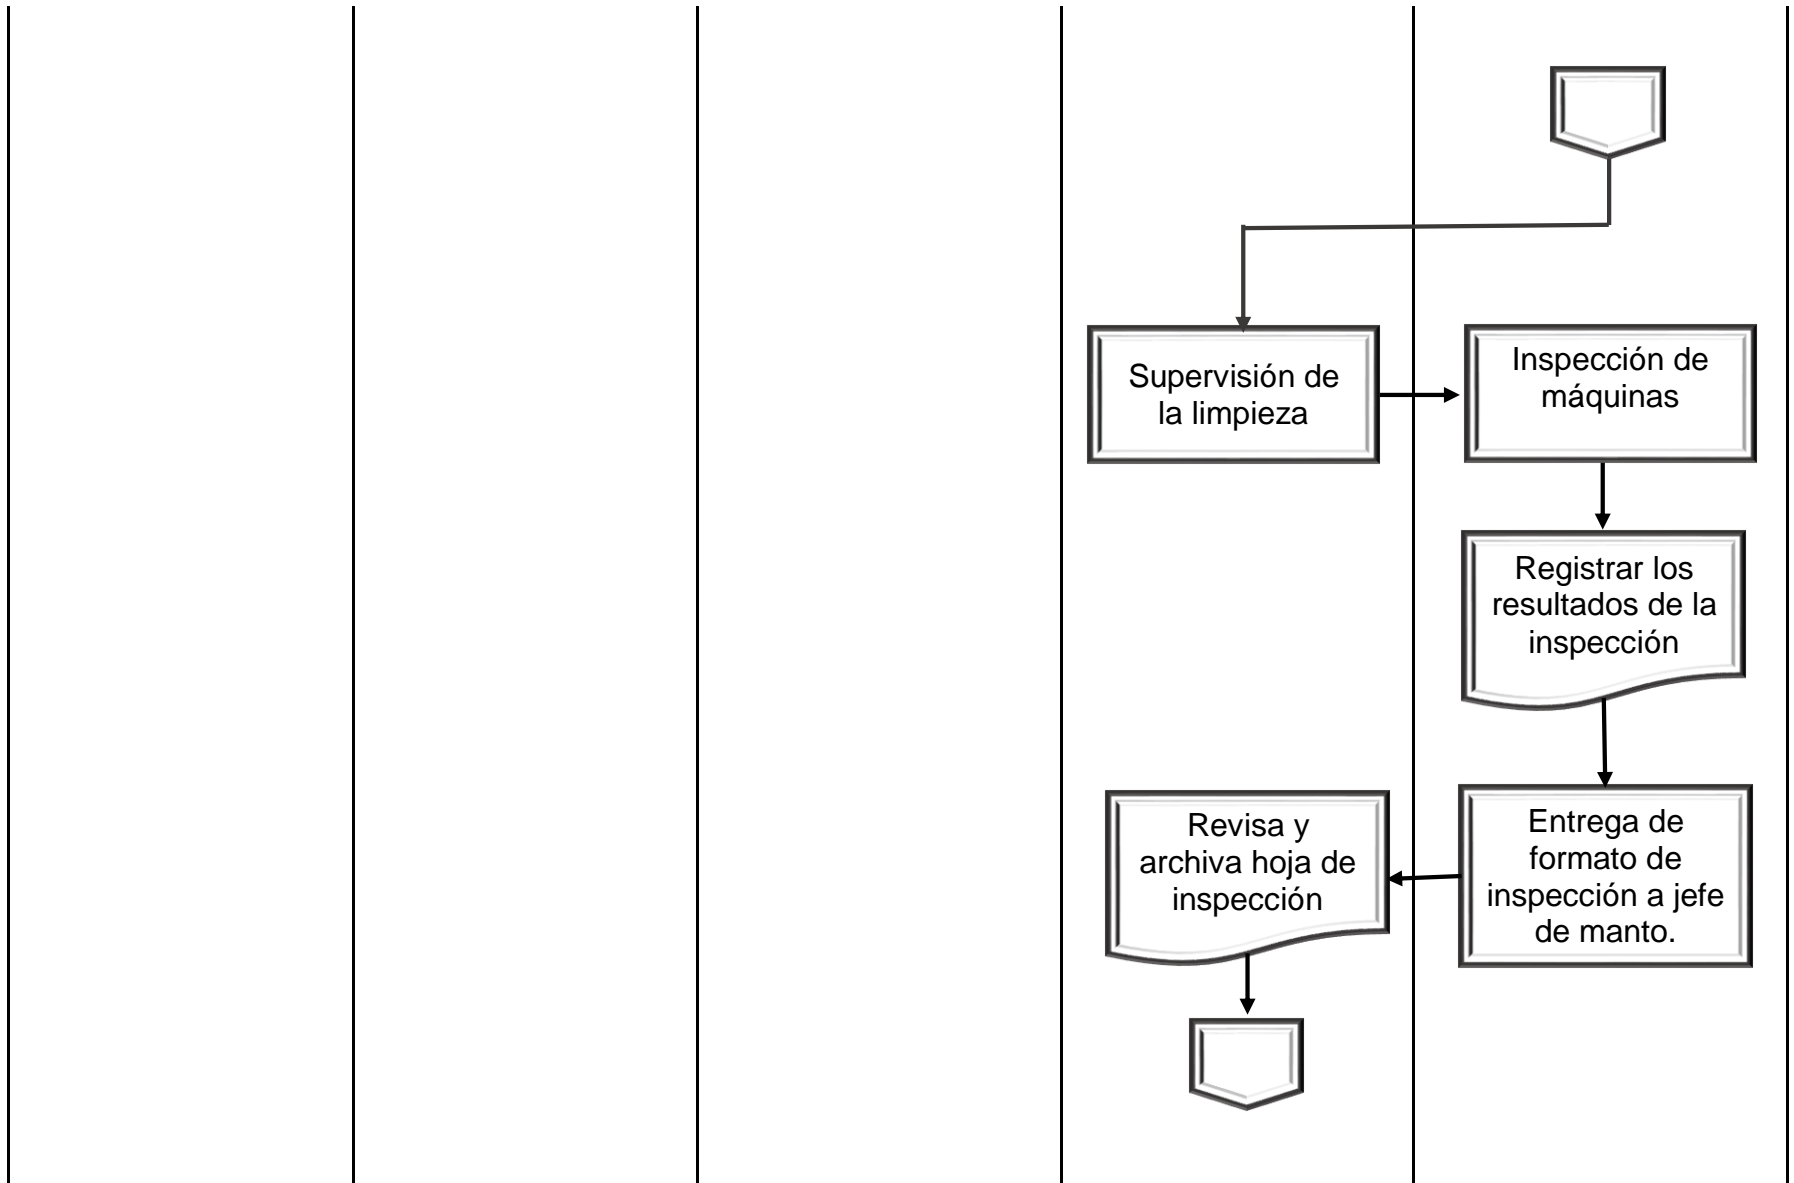 Supervisión de
la limpieza
Inspección de
máquinas
Registrar los
resultados de la
inspección
Entrega de
formato de
inspección a jefe
de manto.
Revisa y
archiva hoja de
inspección